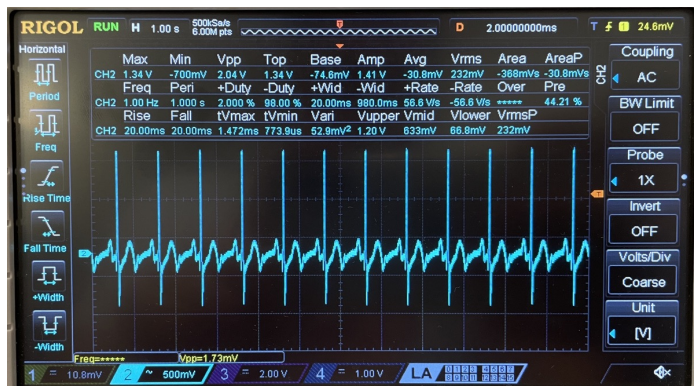 RIGOL RUN H 1.00 s 500kSa/s 6.00M pts D 2.00000000ms T 1 24.6mV
Horizontal
Period
Freq
Rise Time
Fall Time
+Width
-Width
Max Min Vpp Top Base Amp Avg Vrms Area AreaP
CH2 1.34 V -700mV 2.04 V 1.34 V -74.6mV 1.41 V -30.8mV 232mV -368mVs -30.8mVs
Freq Peri +Duty -Duty +Wid -Wid +Rate -Rate Over Pre
CH2 1.00 Hz 1.000 s 2.000 % 98.00 % 20.00ms 980.0ms 56.6 V/s -56.6 V/s ***** 44.21 %
Rise Fall tVmax tVmin Vari Vupper Vmid Vlower VrmsP
CH2 20.00ms 20.00ms 1.472ms 773.9us 52.9mV² 1.20 V 633mV 66.8mV 232mV
T
2
T
CH2
Coupling
AC
BW Limit
OFF
Probe
1X
Invert
OFF
Volts/Div
Coarse
Unit
[V]
Freq=***** Vpp=1.73mV
1 = 10.8mV 2 ~ 500mV 3 = 2.00 V 4 = 1.00 V LA